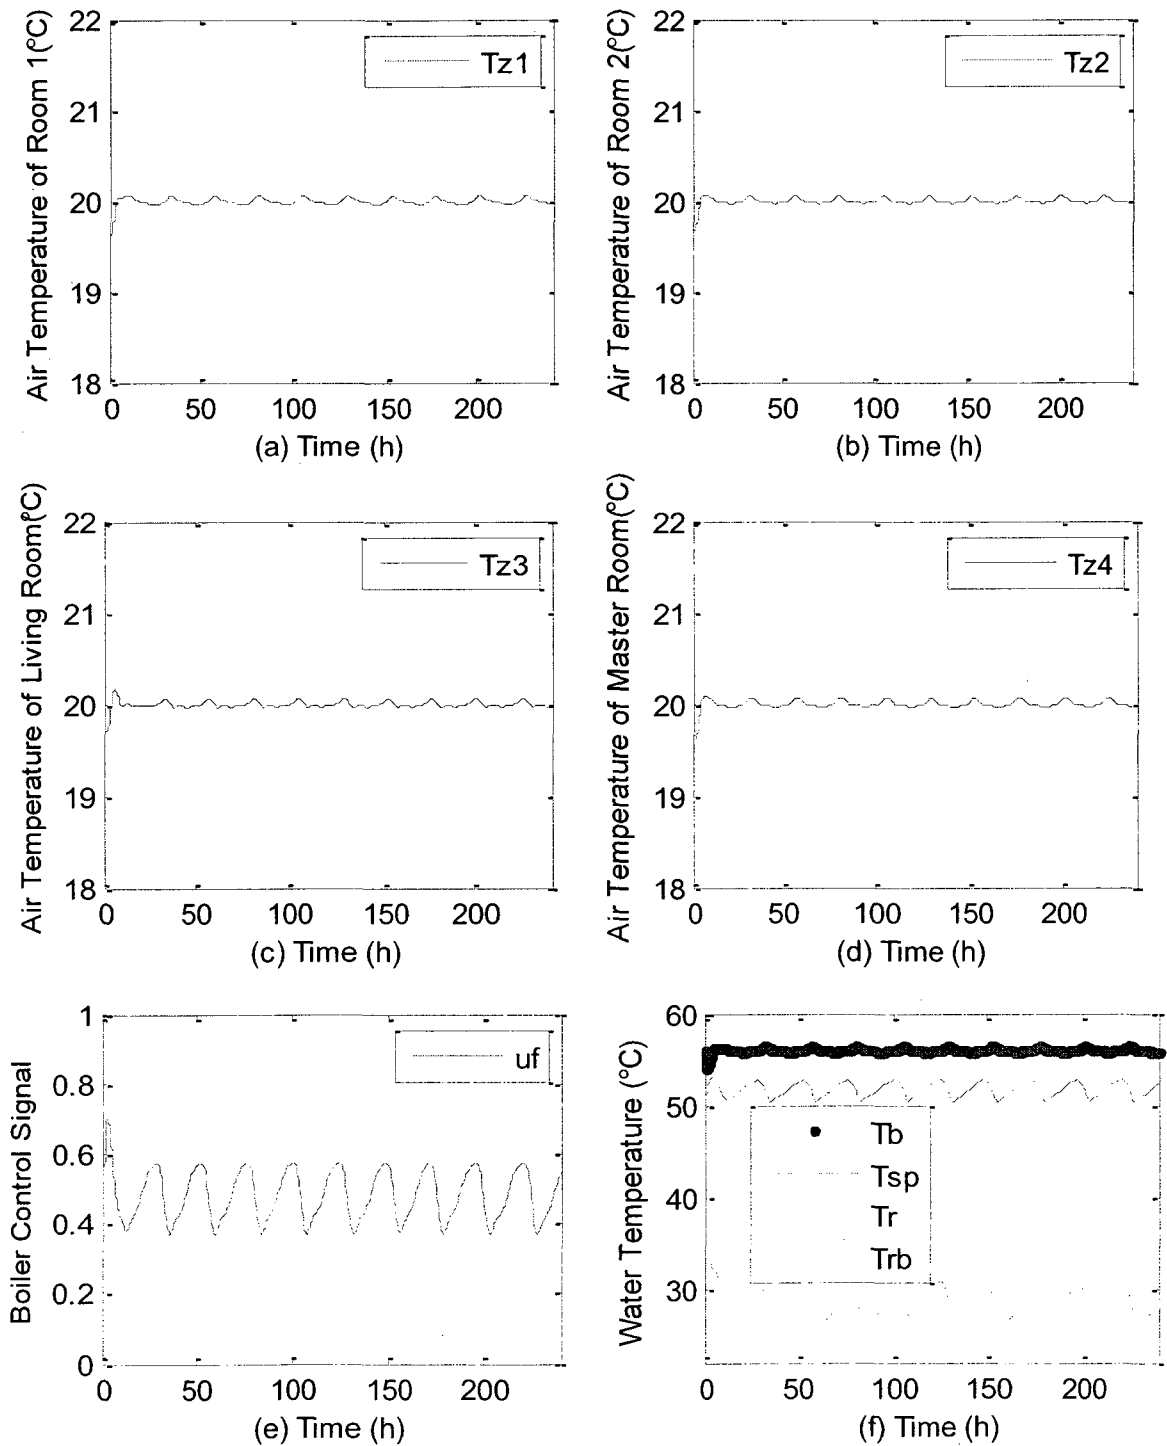 Air Temperature of Room 1(ºC)
22
21
20
19
18
Tz1
0 50 100 150 200
(a) Time (h)
Air Temperature of Room 2(ºC)
22
21
20
19
18
Tz2
0 50 100 150 200
(b) Time (h)
Air Temperature of Living Room(ºC)
22
21
20
19
18
Tz3
0 50 100 150 200
(c) Time (h)
Air Temperature of Master Room(ºC)
22
21
20
19
18
Tz4
0 50 100 150 200
(d) Time (h)
Boiler Control Signal
1
0.8
0.6
0.4
0.2
0
uf
0 50 100 150 200
(e) Time (h)
Water Temperature (ºC)
60
50
40
30
Tb
Tsp
Tr
Trb
0 50 100 150 200
(f) Time (h)